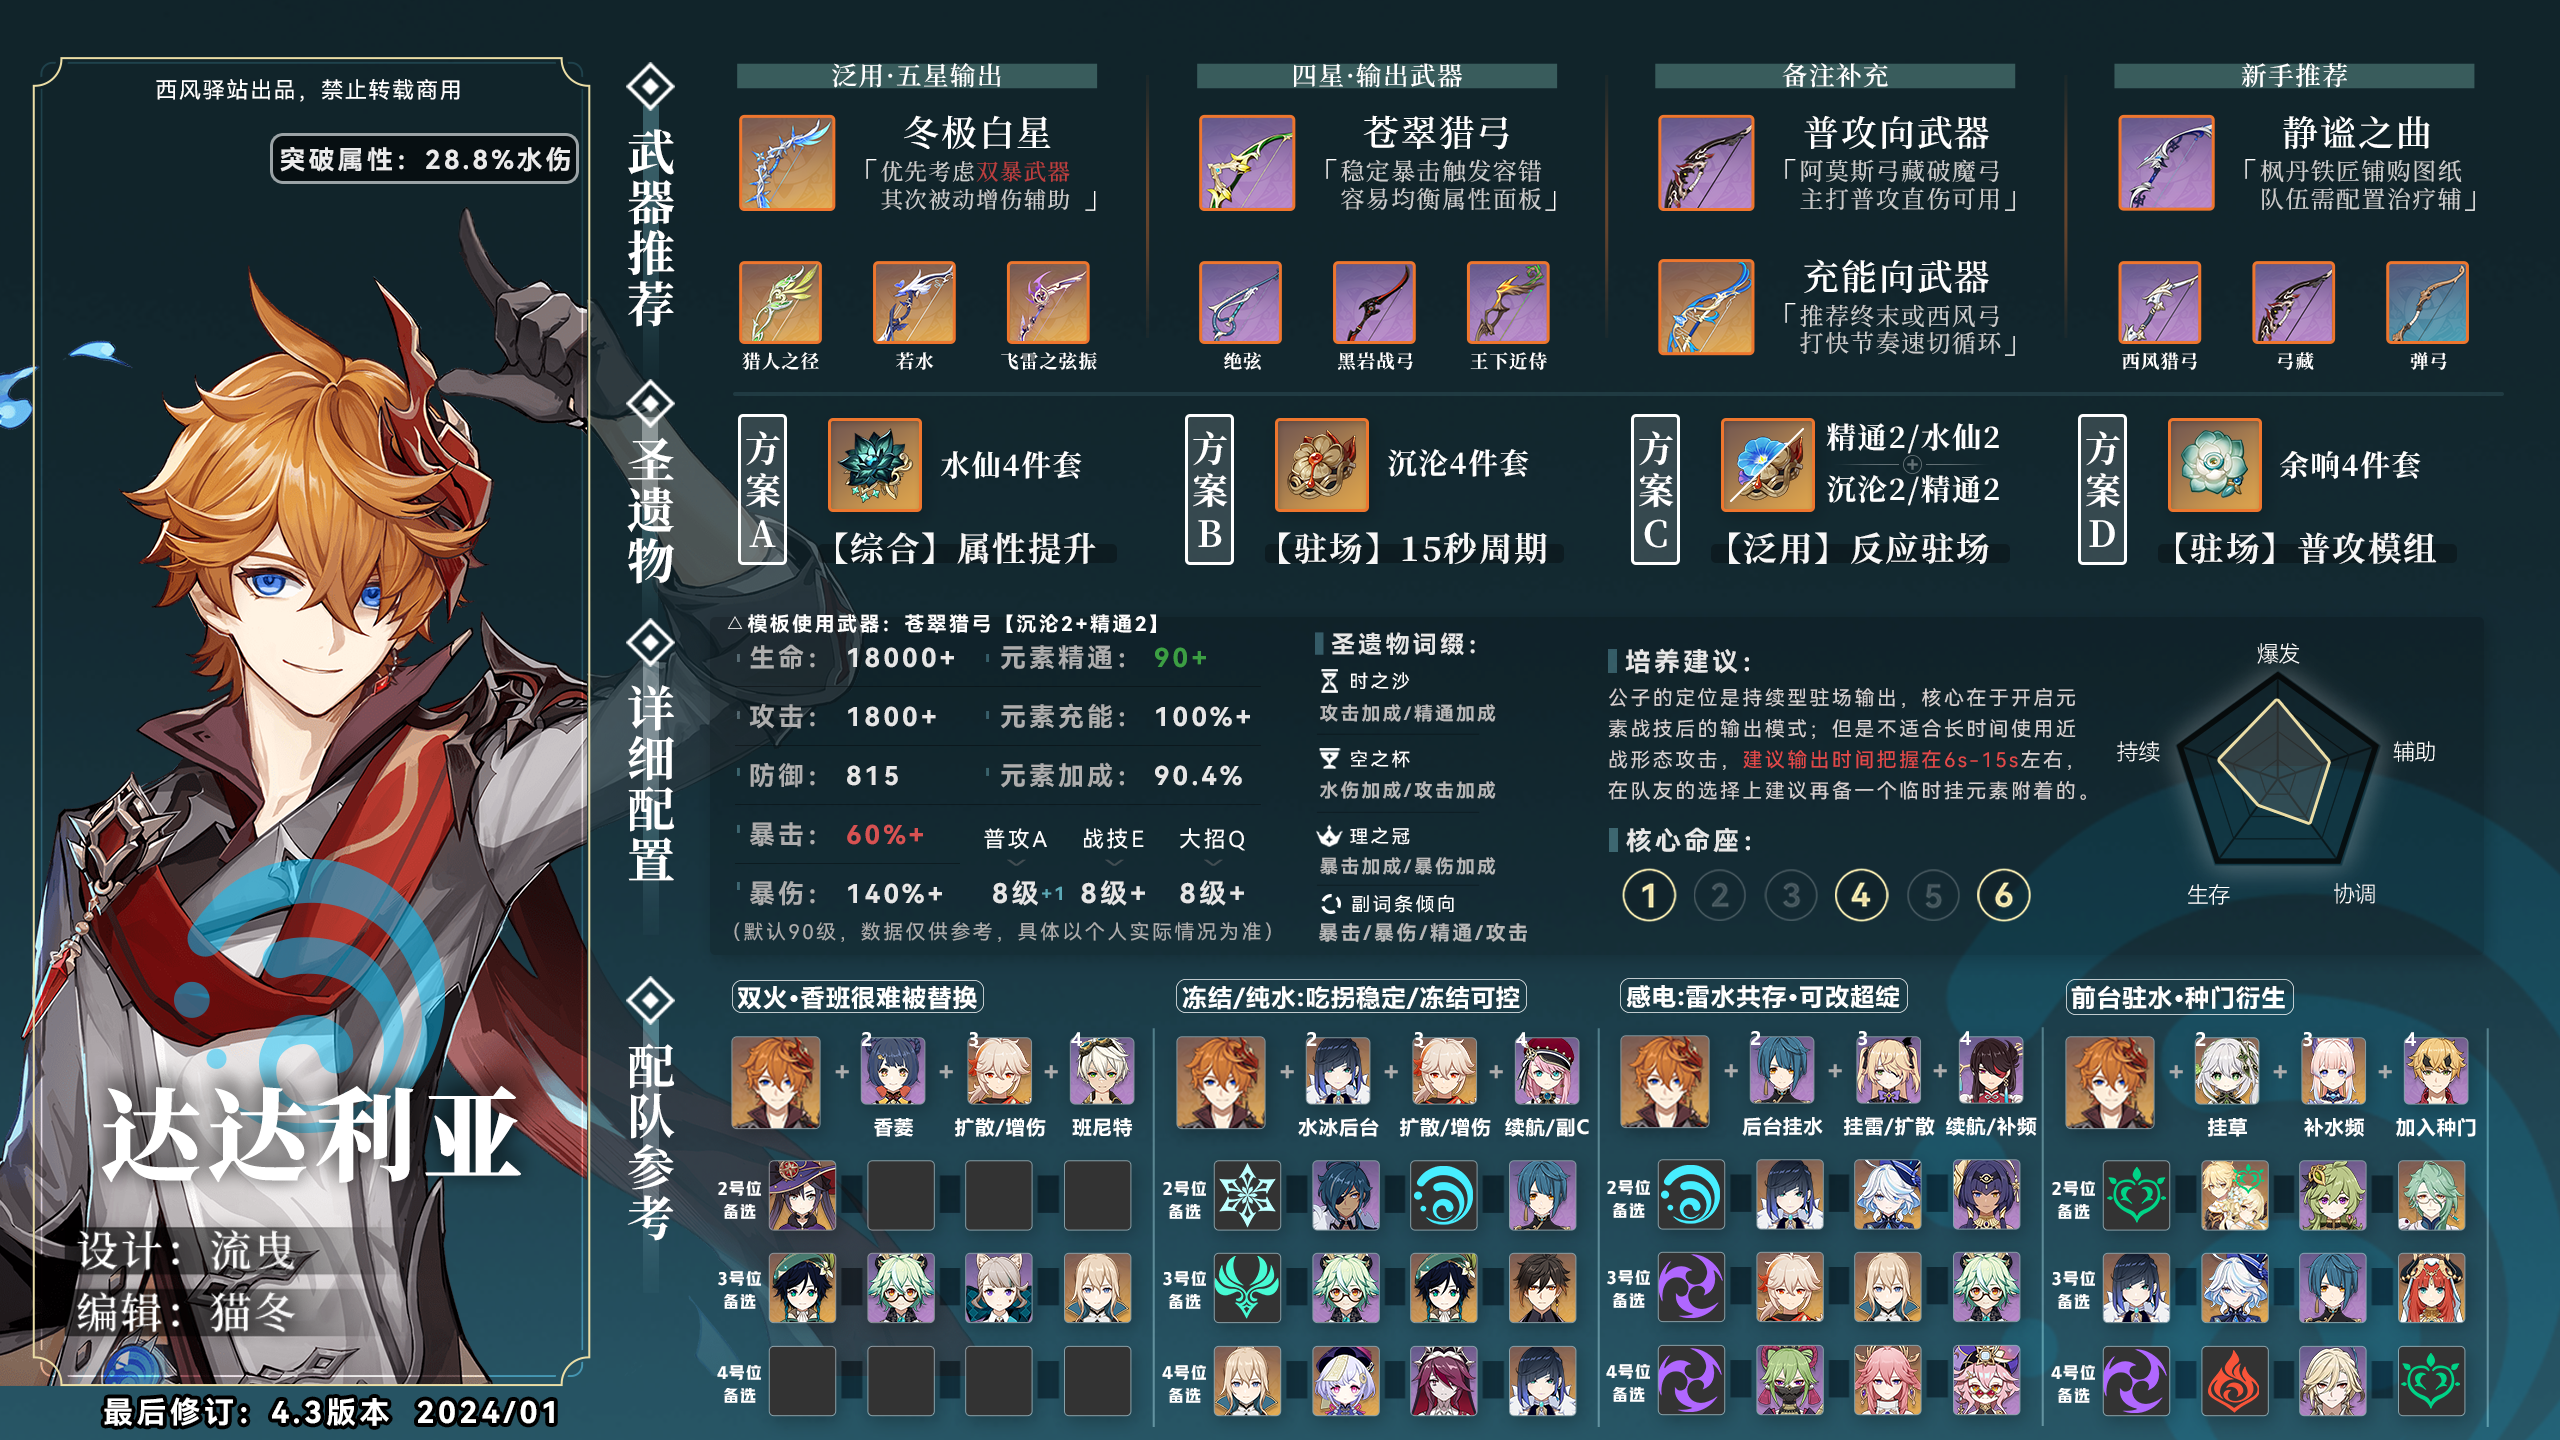 西风驿站出品，禁止转载商用
突破属性：28.8%水伤
达达利亚
设计：流曳
编辑：猫冬
最后修订：4.3版本 2024/01
武器推荐
泛用·五星输出
冬极白星
「优先考虑双暴武器
其次被动增伤辅助」
猎人之径
若水
飞雷之弦振
四星·输出武器
苍翠猎弓
「稳定暴击触发容错
容易均衡属性面板」
绝弦
黑岩战弓
王下近侍
备注补充
普攻向武器
「阿莫斯弓藏破魔弓
主打普攻直伤可用」
充能向武器
「推荐终末或西风弓
打快节奏速切循环」
新手推荐
静谧之曲
「枫丹铁匠铺购图纸
队伍需配置治疗辅」
西风猎弓
弓藏
弹弓
圣遗物
方案A
水仙4件套
【综合】属性提升
方案B
沉沦4件套
【驻场】15秒周期
方案C
精通2/水仙2
沉沦2/精通2
【泛用】反应驻场
方案D
余响4件套
【驻场】普攻模组
详细配置
△模板使用武器：苍翠猎弓【沉沦2+精通2】
生命：18000+ 元素精通：90+
攻击：1800+ 元素充能：100%+
防御：815 元素加成：90.4%
暴击：60%+ 普攻A 战技E 大招Q
暴伤：140%+ 8级+1 8级+ 8级+
（默认90级，数据仅供参考，具体以个人实际情况为准）
圣遗物词缀：
时之沙
攻击加成/精通加成
空之杯
水伤加成/攻击加成
理之冠
暴击加成/暴伤加成
副词条倾向
暴击/暴伤/精通/攻击
培养建议：
公子的定位是持续型驻场输出，核心在于开启元
素战技后的输出模式；但是不适合长时间使用近
战形态攻击，建议输出时间把握在6s-15s左右，
在队友的选择上建议再备一个临时挂元素附着的。
核心命座：
1 2 3 4 5 6
爆发
持续
辅助
生存
协调
配队参考
双火·香班很难被替换
2 3 4
+ + +
香菱 扩散/增伤 班尼特
2号位
备选
3号位
备选
4号位
备选
冻结/纯水:吃拐稳定/冻结可控
2 3 4
+ + +
水冰后台 扩散/增伤 续航/副C
2号位
备选
3号位
备选
4号位
备选
感电:雷水共存·可改超绽
2 3 4
+ + +
后台挂水 挂雷/扩散 续航/补频
2号位
备选
3号位
备选
4号位
备选
前台驻水·种门衍生
2 3 4
+ + +
挂草 补水频 加入种门
2号位
备选
3号位
备选
4号位
备选